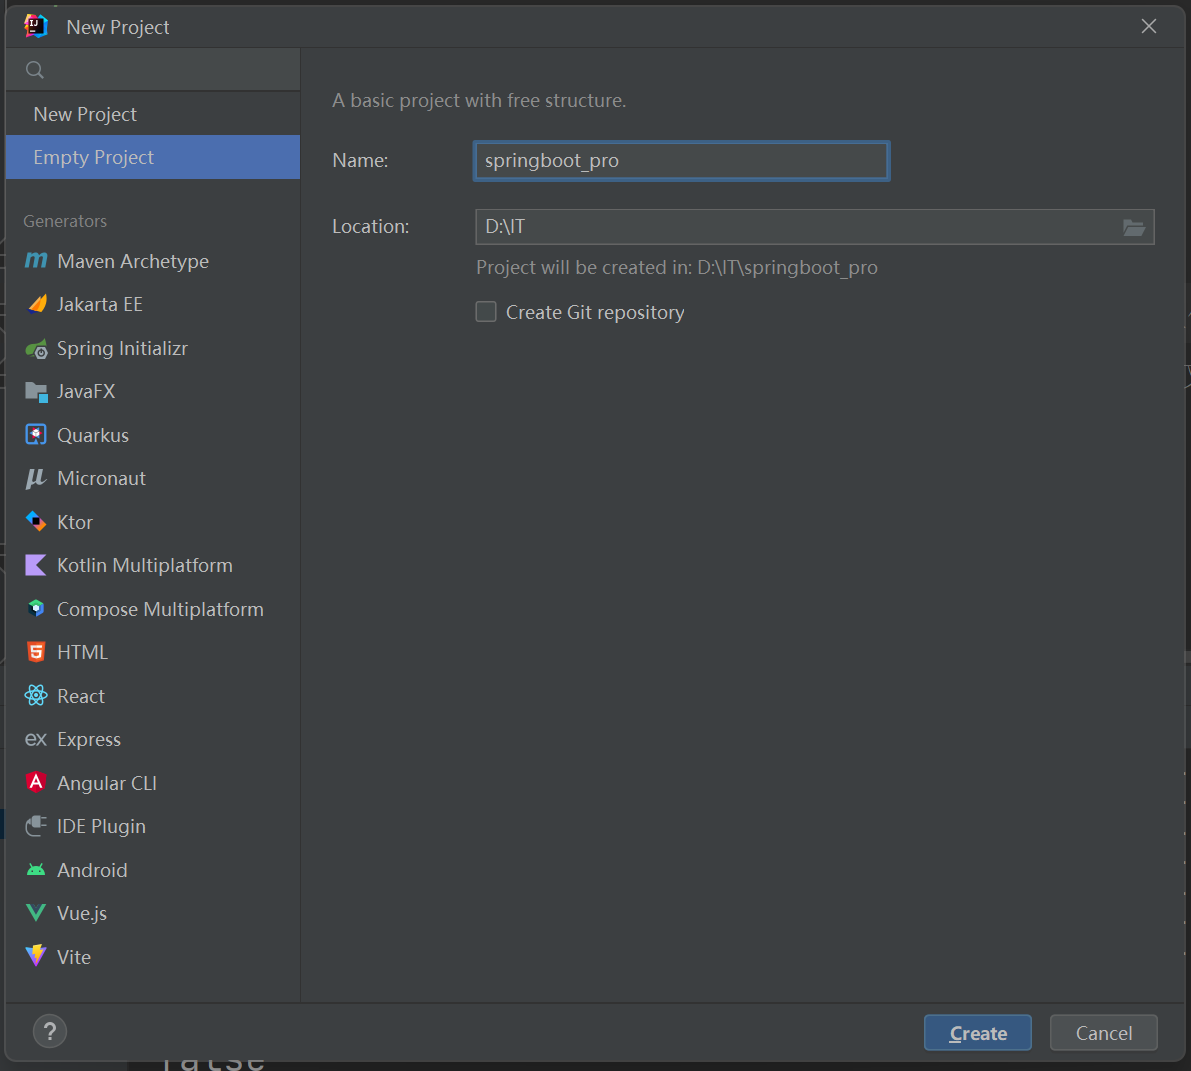 New Project
New Project
Empty Project
Generators
Maven Archetype
Jakarta EE
Spring Initializr
JavaFX
Quarkus
Micronaut
Ktor
Kotlin Multiplatform
Compose Multiplatform
HTML
React
ex Express
Angular CLI
IDE Plugin
Android
Vue.js
Vite
A basic project with free structure.
Name: springboot_pro
Location: D:\IT
Project will be created in: D:\IT\springboot_pro
Create Git repository
?
Create
Cancel
false